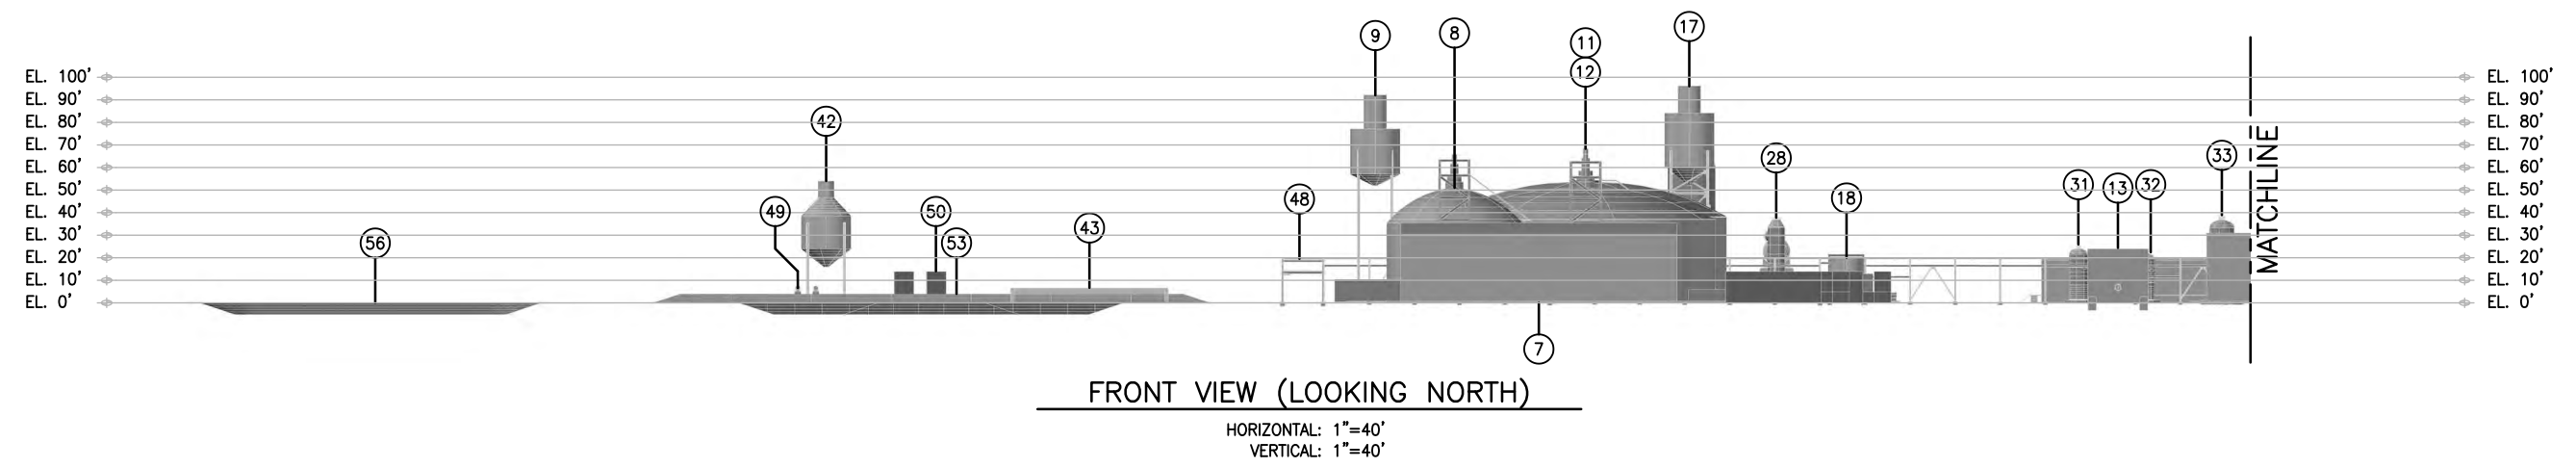 17
9
8
11
12
EL. 100' EL. 100'
EL. 90' EL. 90'
EL. 80' 42 EL. 80'
EL. 70' EL. 70'
EL. 60' 28 33 EL. 60'
EL. 50' 48 18 31 13 32 EL. 50'
EL. 40' 49 50 EL. 40'
EL. 30' 56 53 43 EL. 30'
EL. 20' EL. 20'
EL. 10' EL. 10'
EL. 0' EL. 0'
MATCHLINE
7
FRONT VIEW (LOOKING NORTH)
HORIZONTAL: 1"=40'
VERTICAL: 1"=40'